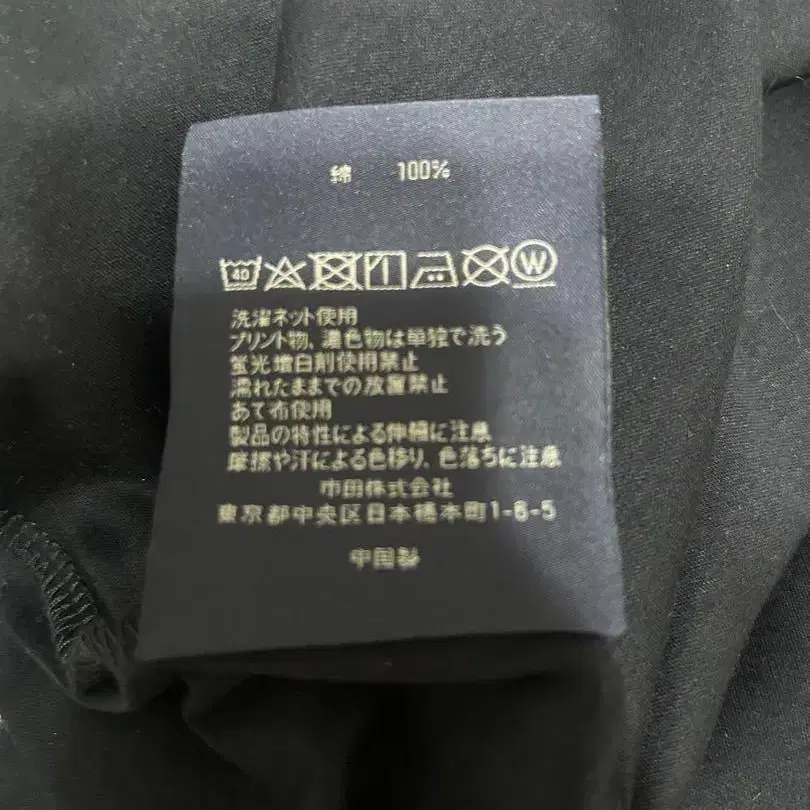 綿 100%
40 W
洗濯ネット使用
プリント物、濃色物は単独で洗う
蛍光増白剤使用禁止
濡れたままでの放置禁止
あて布使用
製品の特性による伸縮に注意
摩擦や汗による色移り、色落ちに注意
市田株式会社
東京都中央区日本橋本町1-6-5
中国製